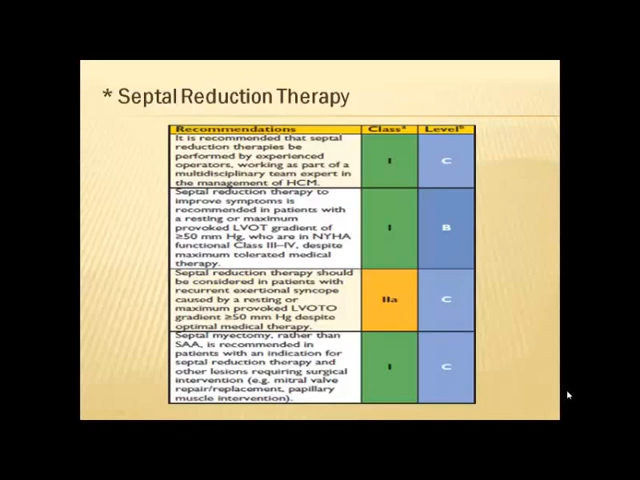 * Septal Reduction Therapy
Recommendations Classᵃ Levelᵇ
It is recommended that septal
reduction therapies be
performed by experienced
operators, working as part of a
multidisciplinary team expert in
the management of HCM.
I C
Septal reduction therapy to
improve symptoms is
recommended in patients with
a resting or maximum
provoked LVOT gradient of
≥50 mm Hg, who are in NYHA
functional Class III–IV, despite
maximum tolerated medical
therapy.
I B
Septal reduction therapy should
be considered in patients with
recurrent exertional syncope
caused by a resting or
maximum provoked LVOTO
gradient ≥50 mm Hg despite
optimal medical therapy.
IIa C
Septal myectomy, rather than
SAA, is recommended in
patients with an indication for
septal reduction therapy and
other lesions requiring surgical
intervention (e.g. mitral valve
repair/replacement, papillary
muscle intervention).
I C